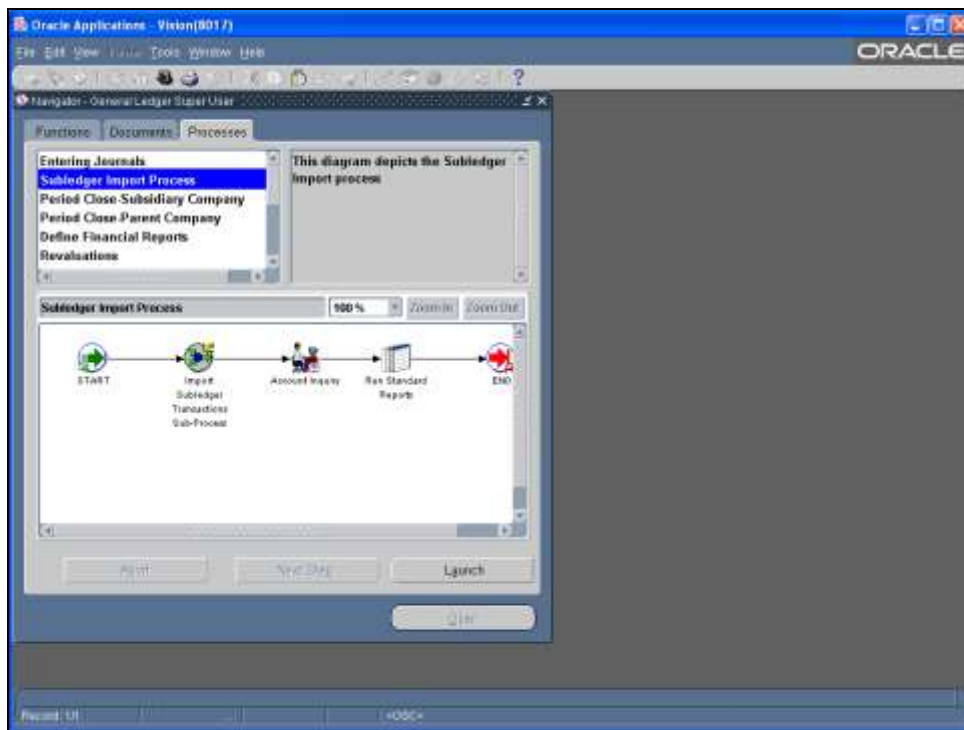 Oracle Applications - Vision(8017)
File Edit View Tools Window Help
ORACLE
Navigator - General Ledger Super User
Functions Documents Processes
Entering Journals
Subledger Import Process
Period Close-Subsidiary Company
Period Close-Parent Company
Define Financial Reports
Revaluations
This diagram depicts the Subledger
Import process
Subledger Import Process
100 %
Zoom In
Zoom Out
START
Import
Subledger
Transactions
Sub-Process
Account Inquiry
Run Standard
Reports
END
Next Step
Launch
Open
Record: 1/1
<OSC>